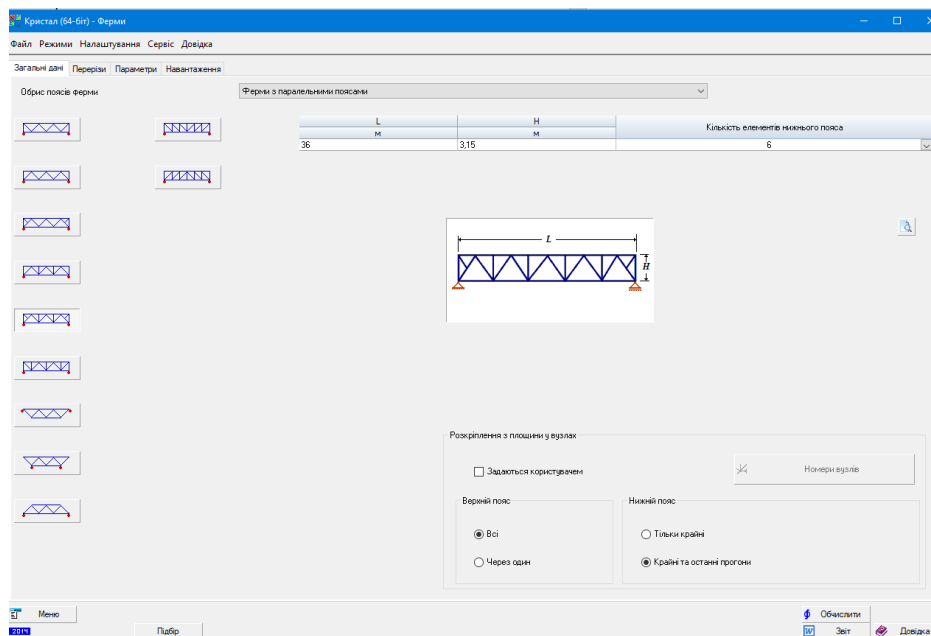 Кристал (64-біт) - Ферми
Файл Режими Налаштування Сервіс Довідка
Загальні дані Перерізи Параметри Навантаження
Обрис поясів ферми
Ферми з паралельними поясами
L H Кількість елементів нижнього пояса
м м
36 3,15 6
L
H
Розкріплення з площини у вузлах
Задаються користувачем
Номери вузлів
Верхній пояс
Нижній пояс
Всі
Тільки крайні
Через один
Крайні та останні прогони
Меню
Обчислити
2014
Підбір
Звіт
Довідка